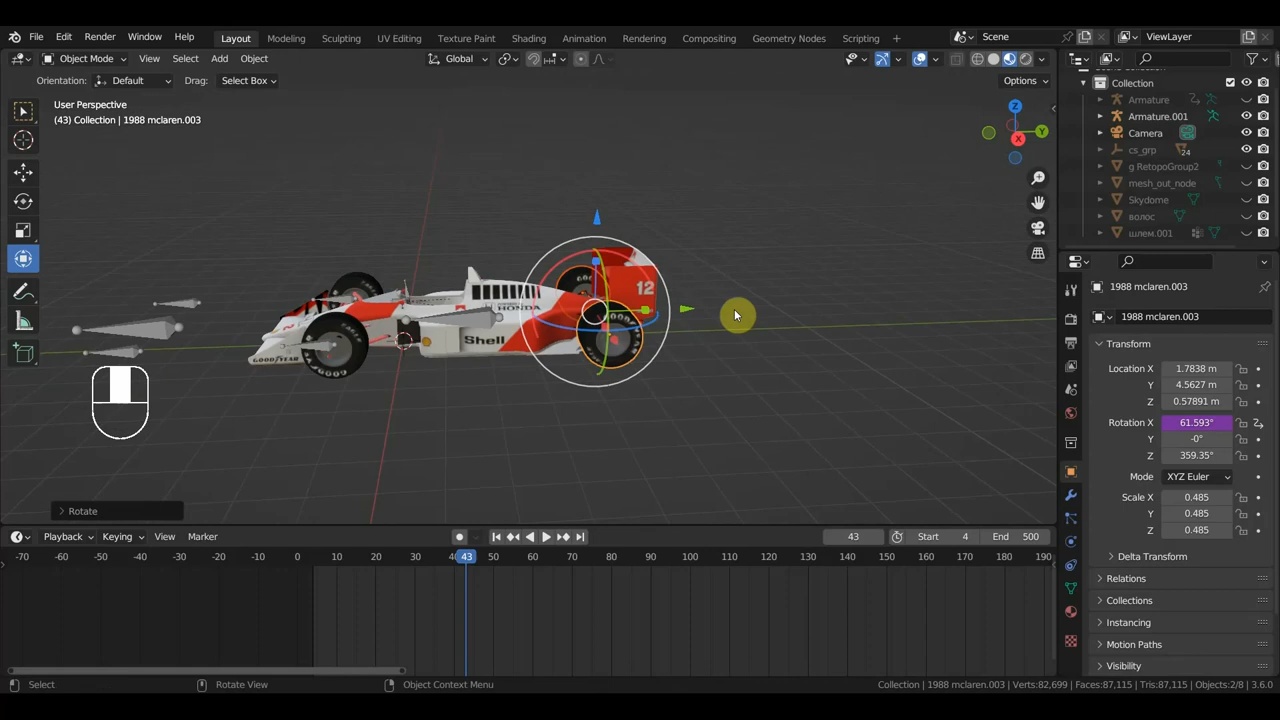 File Edit Render Window Help Layout Modeling Sculpting UV Editing Texture Paint Shading Animation Rendering Compositing Geometry Nodes Scripting + Scene ViewLayer
Object Mode View Select Add Object Global Options
Orientation: Default Drag: Select Box
User Perspective
(43) Collection | 1988 mclaren.003
Z
Y
X
Collection
Armature
Armature.001
Camera
cs_grp 24
g RetopoGroup2
mesh_out_node
Skydome
волос
шлем.001
1988 mclaren.003
1988 mclaren.003
Transform
Location X 1.7838 m
Y 4.5627 m
Z 0.57891 m
Rotation X 61.593°
Y -0°
Z 359.35°
Mode XYZ Euler
Scale X 0.485
Y 0.485
Z 0.485
Delta Transform
Relations
Collections
Instancing
Motion Paths
Visibility
12
HONDA
Shell
GOODYEAR
Rotate
Playback Keying View Marker 43 Start 4 End 500
-70 -60 -50 -40 -30 -20 -10 0 10 20 30 43 50 60 70 80 90 100 110 120 130 140 150 160 170 180 190
Select Rotate View Object Context Menu Collection | 1988 mclaren.003 | Verts:82,699 | Faces:87,115 | Tris:87,115 | Objects:2/8 | 3.6.0